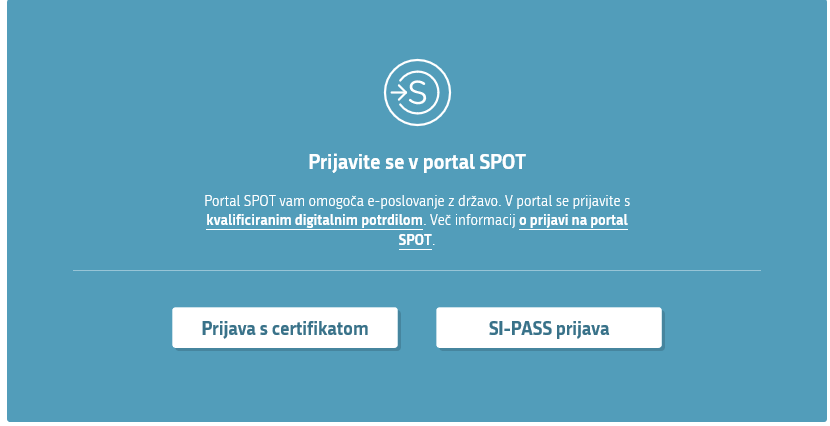 S
Prijavite se v portal SPOT
Portal SPOT vam omogoča e-poslovanje z državo. V portal se prijavite s
kvalificiranim digitalnim potrdilom. Več informacij o prijavi na portal
SPOT.
Prijava s certifikatom
SI-PASS prijava